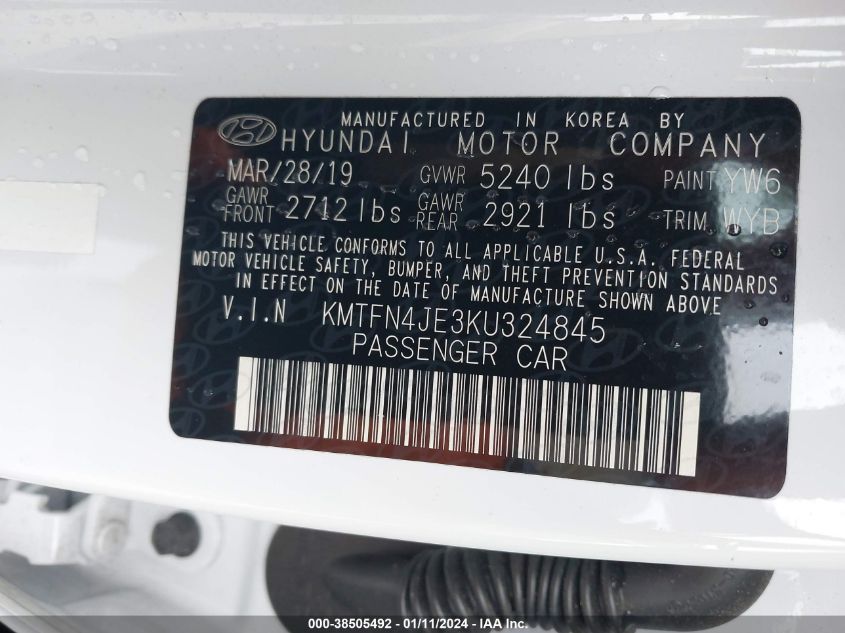 MANUFACTURED IN KOREA BY
HYUNDAI MOTOR COMPANY
MAR/28/19 GVWR 5240 lbs PAINT YW6
GAWR FRONT 2712 lbs GAWR REAR 2921 lbs TRIM WYB
THIS VEHICLE CONFORMS TO ALL APPLICABLE U.S.A. FEDERAL
MOTOR VEHICLE SAFETY, BUMPER, AND THEFT PREVENTION STANDARDS
IN EFFECT ON THE DATE OF MANUFACTURE SHOWN ABOVE
V.I.N KMTFN4JE3KU324845
PASSENGER CAR
000-38505492 - 01/11/2024 - IAA Inc.